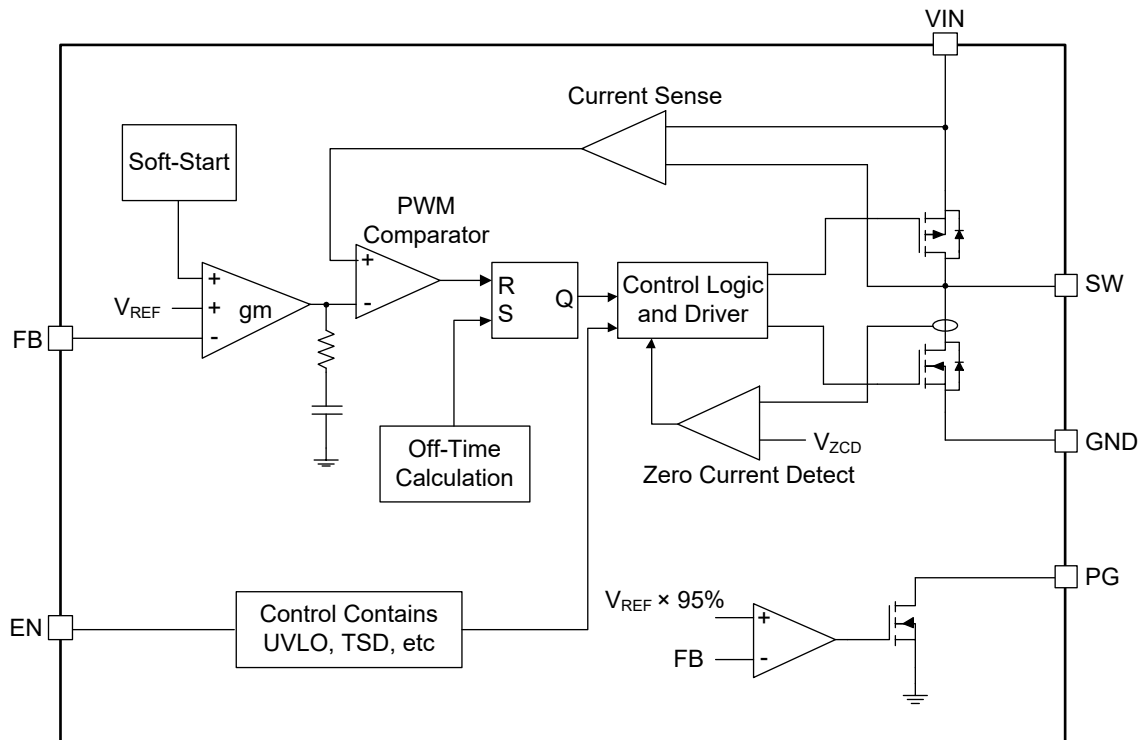 VIN
Current Sense
Soft-Start
PWM
Comparator
+
+
R
Q
S
Control Logic
and Driver
SW
+
VREF
+
gm
-
-
FB
Off-Time
Calculation
VZCD
Zero Current Detect
GND
PG
VREF × 95%
+
FB
-
EN
Control Contains
UVLO, TSD, etc